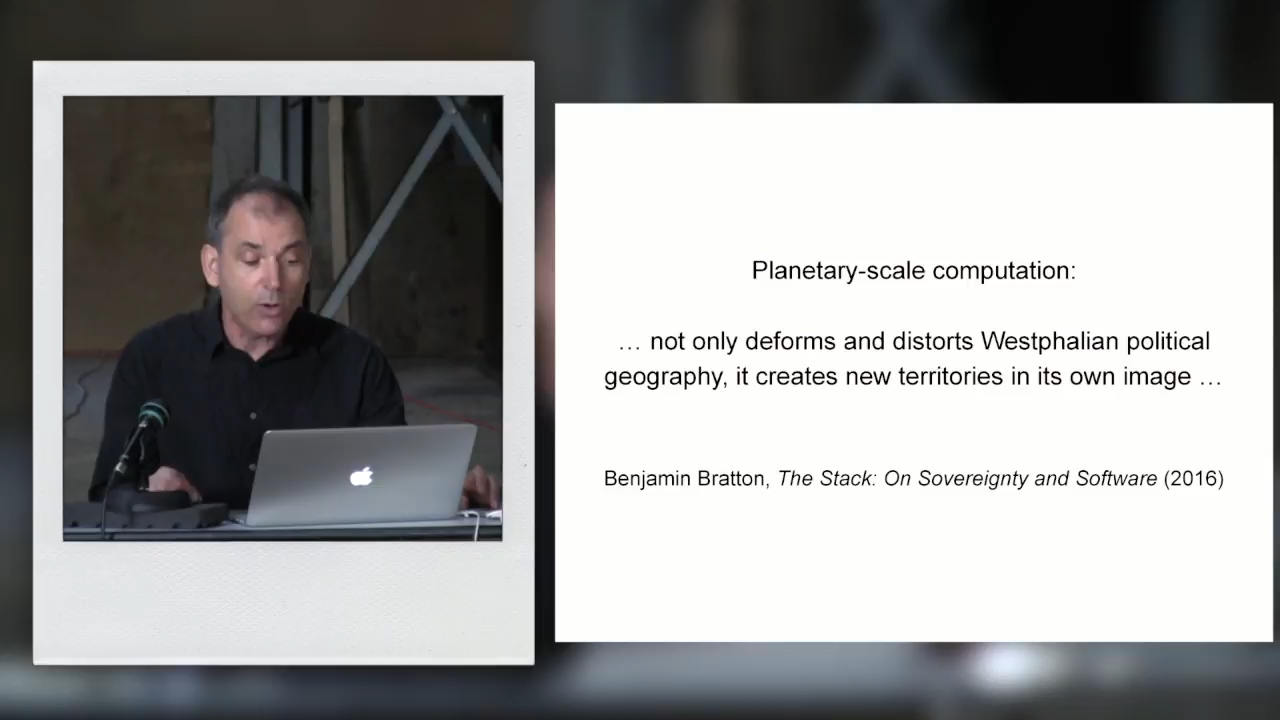 Planetary-scale computation:
… not only deforms and distorts Westphalian political
geography, it creates new territories in its own image …
Benjamin Bratton, The Stack: On Sovereignty and Software (2016)